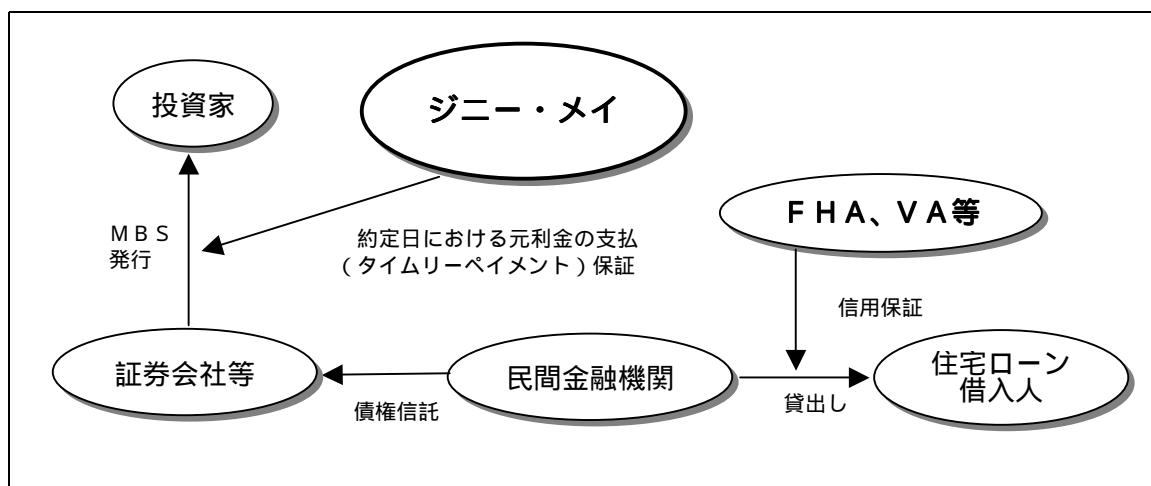 投資家
ジニー・メイ
ＦＨＡ、ＶＡ等
ＭＢＳ
発行
約定日における元利金の支払
（タイムリーペイメント）保証
信用保証
証券会社等
民間金融機関
住宅ローン
借入人
債権信託
貸出し